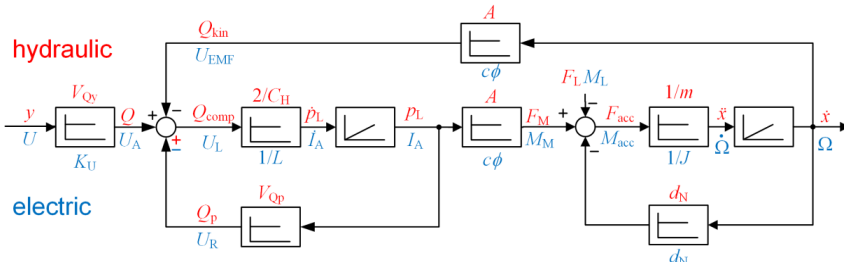 A
Q_kin
hydraulic
U_EMF
cϕ
F_L M_L
V_Qy
2/C_H
A
1/m
y
Q
+
−
Q_comp
ṗ_L
p_L
F_M
+
−
F_acc
ẍ
ẋ
U
U_A
+
−
U_L
İ_A
I_A
M_M
−
M_acc
Ω̇
Ω
K_U
1/L
cϕ
1/J
V_Qp
electric
Q_p
d_N
U_R
d_N